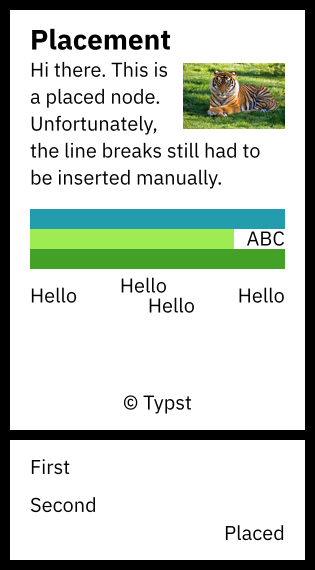 Placement
Hi there. This is
a placed node.
Unfortunately,
the line breaks still had to
be inserted manually.
ABC
Hello
Hello
Hello
Hello
© Typst
First
Second
Placed